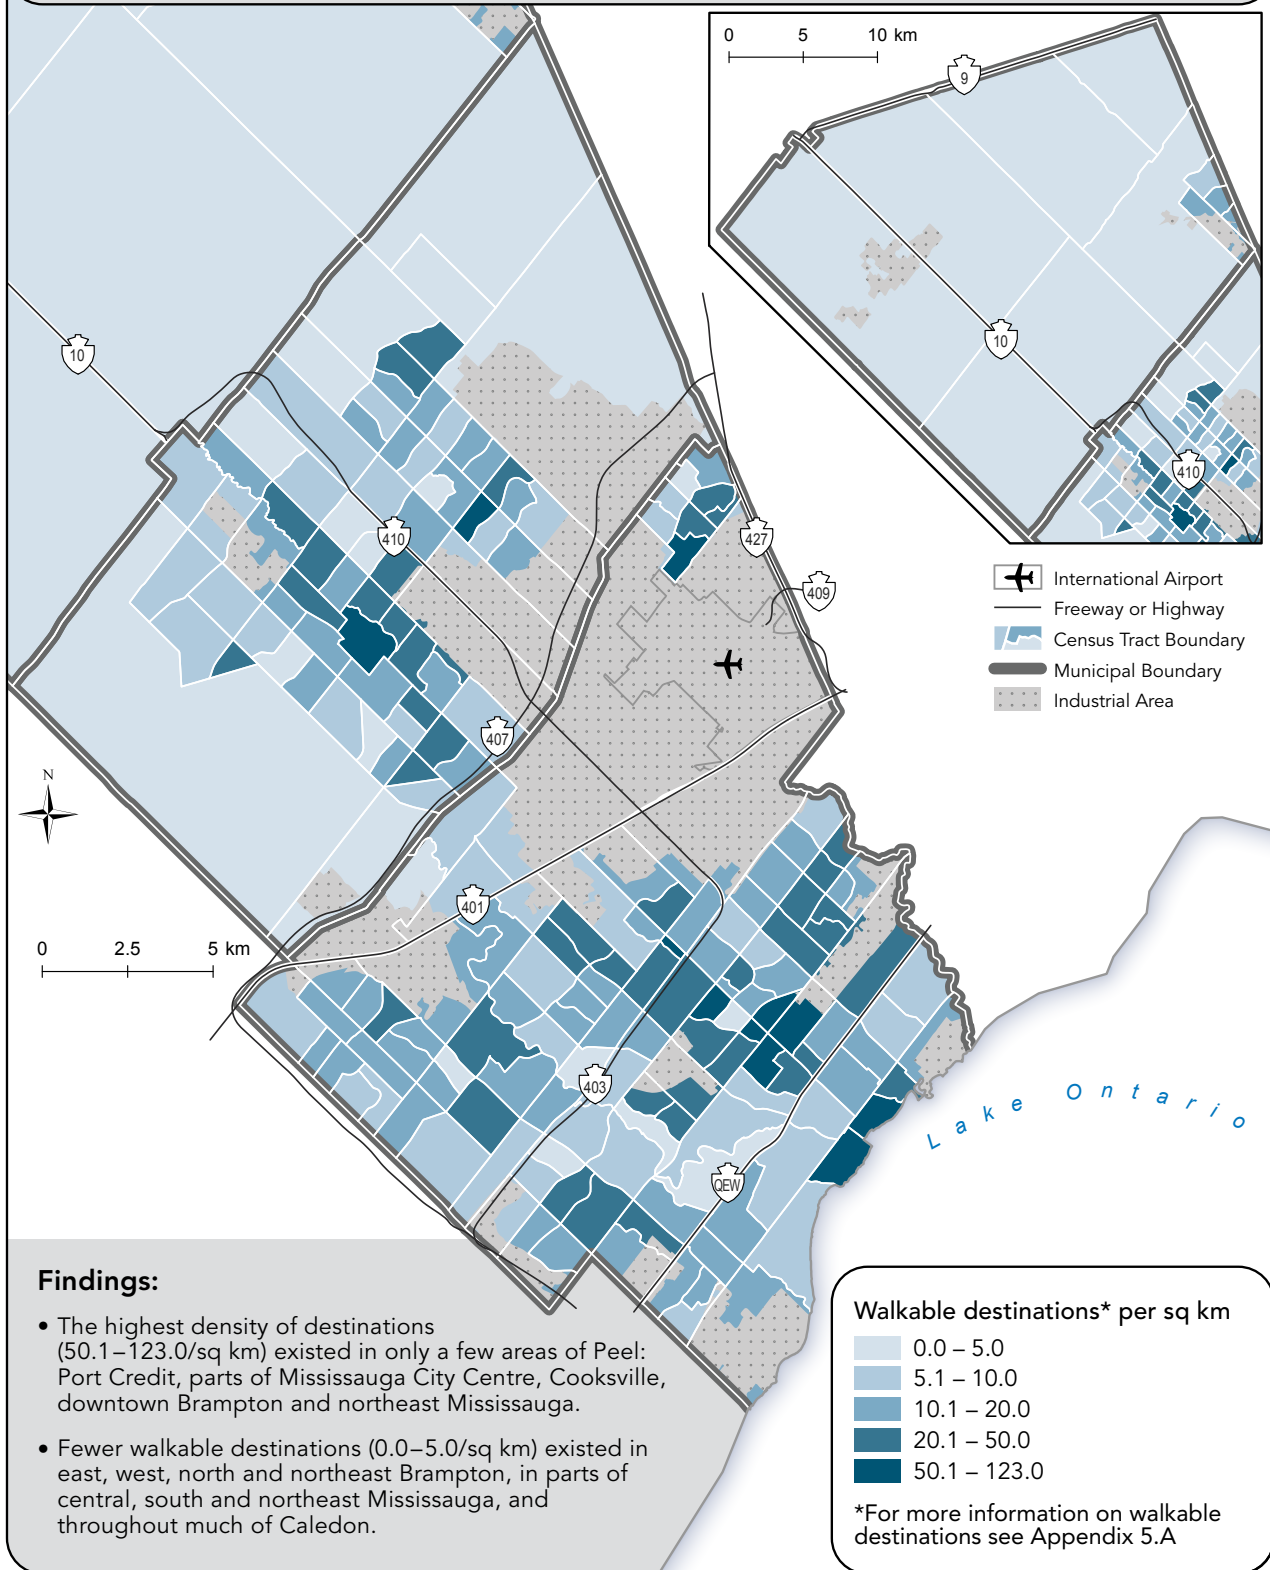 0 5 10 km
9
10
410
10
410
427
409
407
N
401
0 2.5 5 km
403
QEW
Lake Ontario
International Airport
Freeway or Highway
Census Tract Boundary
Municipal Boundary
Industrial Area
Findings:
• The highest density of destinations
(50.1–123.0/sq km) existed in only a few areas of Peel:
Port Credit, parts of Mississauga City Centre, Cooksville,
downtown Brampton and northeast Mississauga.
• Fewer walkable destinations (0.0–5.0/sq km) existed in
east, west, north and northeast Brampton, in parts of
central, south and northeast Mississauga, and
throughout much of Caledon.
Walkable destinations* per sq km
0.0 – 5.0
5.1 – 10.0
10.1 – 20.0
20.1 – 50.0
50.1 – 123.0
*For more information on walkable
destinations see Appendix 5.A